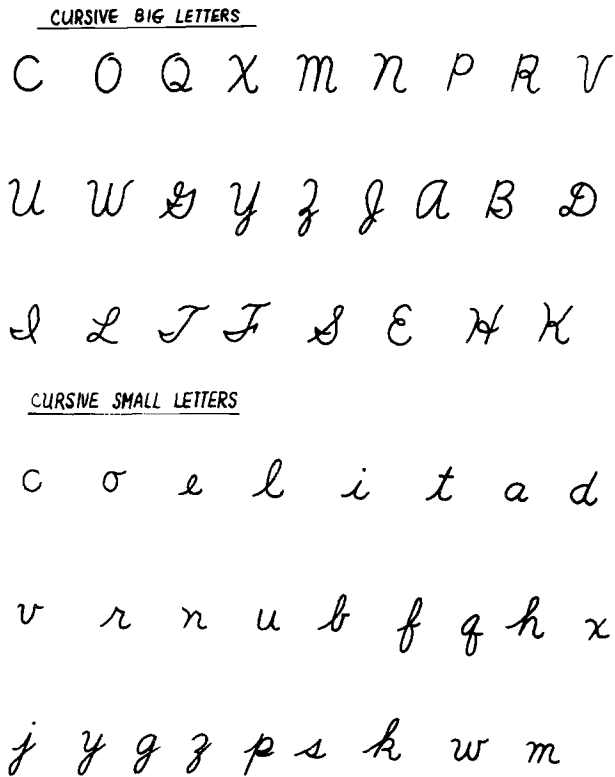 CURSIVE BIG LETTERS
C O Q X M N P R V
U W G Y Z J A B D
I L T F S E H K
CURSIVE SMALL LETTERS
c o e l i t a d
v r n u b f q h x
j y g z p s k w m